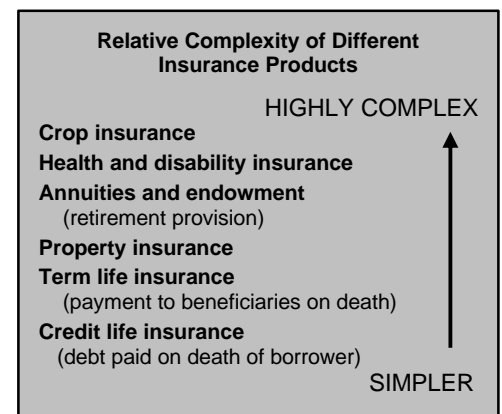 Relative Complexity of Different
Insurance Products
HIGHLY COMPLEX
Crop insurance
Health and disability insurance
Annuities and endowment
(retirement provision)
Property insurance
Term life insurance
(payment to beneficiaries on death)
Credit life insurance
(debt paid on death of borrower)
SIMPLER